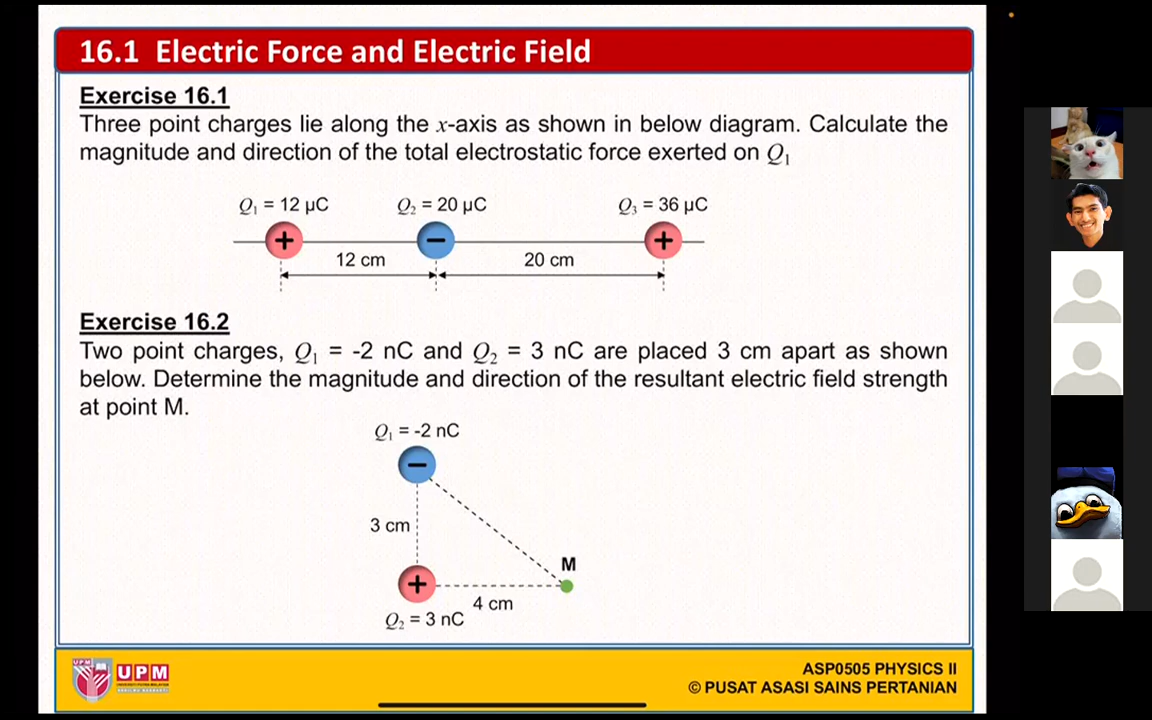 16.1 Electric Force and Electric Field
Exercise 16.1
Three point charges lie along the x-axis as shown in below diagram. Calculate the
magnitude and direction of the total electrostatic force exerted on Q₁
Q₁ = 12 µC Q₂ = 20 µC Q₃ = 36 µC
+ − +
12 cm 20 cm
Exercise 16.2
Two point charges, Q₁ = -2 nC and Q₂ = 3 nC are placed 3 cm apart as shown
below. Determine the magnitude and direction of the resultant electric field strength
at point M.
Q₁ = -2 nC
−
3 cm
M
+
4 cm
Q₂ = 3 nC
UPM
UPM
ASP0505 PHYSICS II
© PUSAT ASASI SAINS PERTANIAN